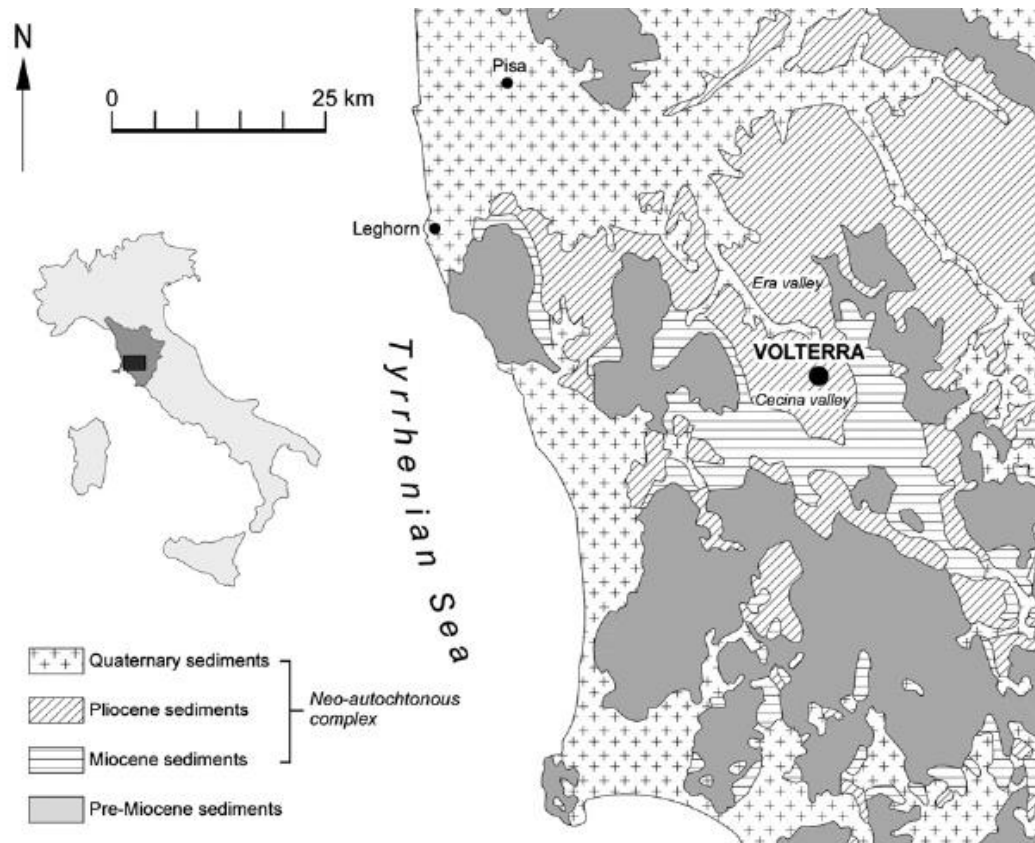 N
0
25 km
Pisa
Leghorn
Era valley
VOLTERRA
Cecina valley
Tyrrhenian Sea
Quaternary sediments
Pliocene sediments
Neo-autochtonous
complex
Miocene sediments
Pre-Miocene sediments